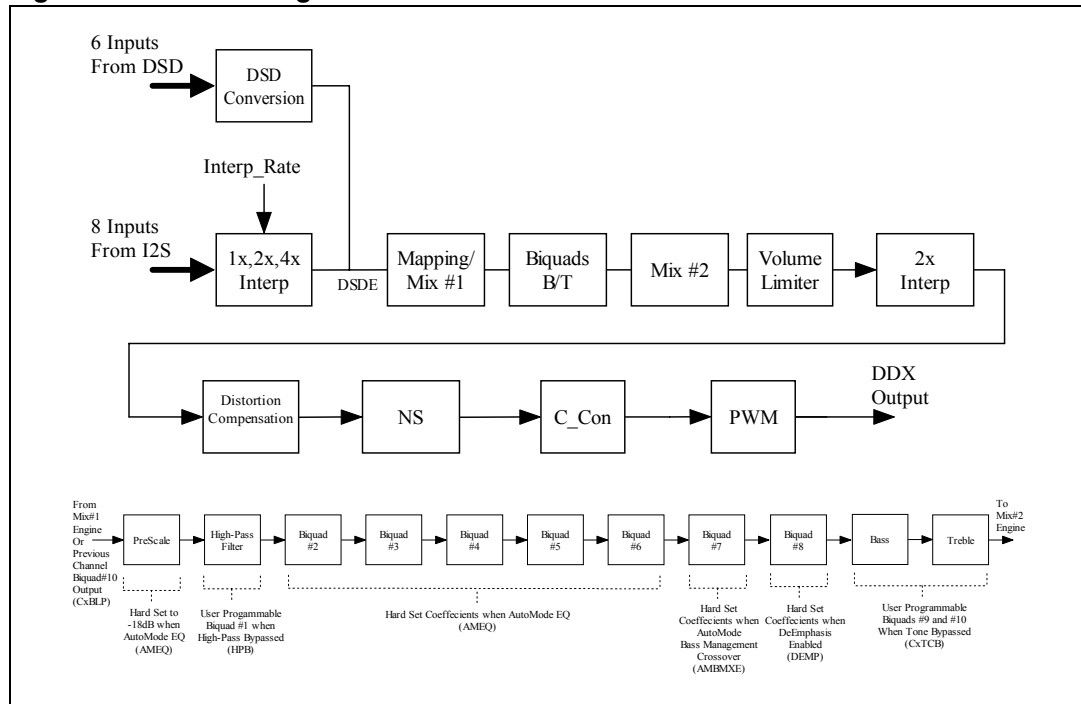 6 Inputs
From DSD
DSD
Conversion
Interp_Rate
8 Inputs
From I2S
1x,2x,4x
Interp
DSDE
Mapping/
Mix #1
Biquads
B/T
Mix #2
Volume
Limiter
2x
Interp
Distortion
Compensation
NS
C_Con
PWM
DDX
Output
From
Mix#1
Engine
Or
Previous
Channel
Biquad#10
Output
(CxBLP)
PreScale
High-Pass
Filter
Biquad
#2
Biquad
#3
Biquad
#4
Biquad
#5
Biquad
#6
Biquad
#7
Biquad
#8
Bass
Treble
To
Mix#2
Engine
Hard Set to
-18dB when
AutoMode EQ
(AMEQ)
User Progammable
Biquad #1 when
High-Pass Bypassed
(HPB)
Hard Set Coeffecients when AutoMode EQ
(AMEQ)
Hard Set
Coeffecients when
AutoMode
Bass Management
Crossover
(AMBMXE)
Hard Set
Coeffecients when
DeEmphasis
Enabled
(DEMP)
User Programmable
Biquads #9 and #10
When Tone Bypassed
(CxTCB)